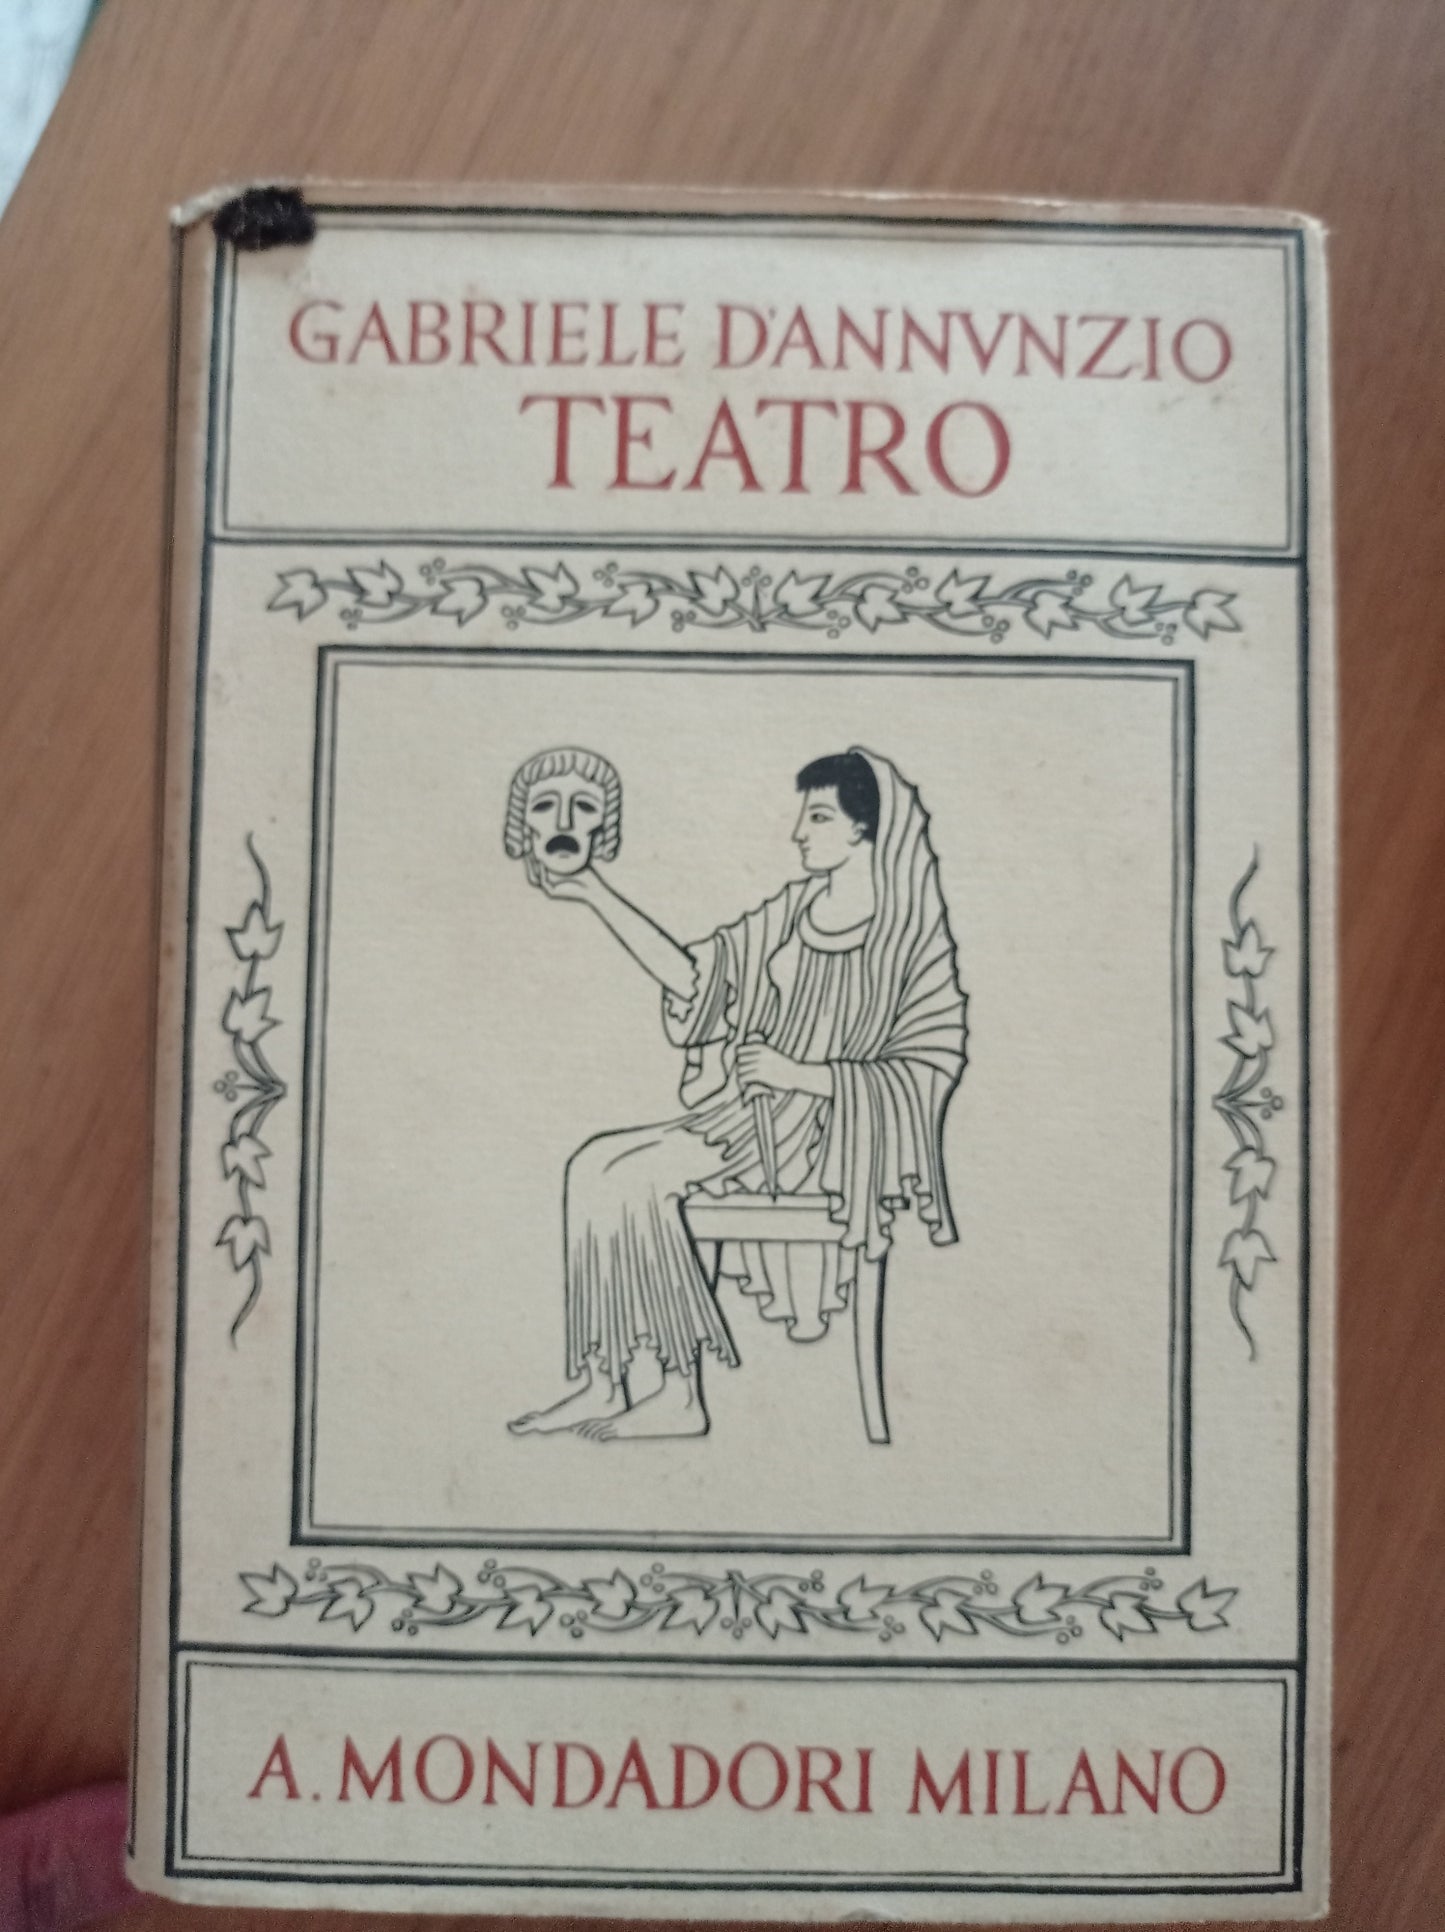 GABRIELE D'ANNVNZIO
TEATRO
A. MONDADORI MILANO